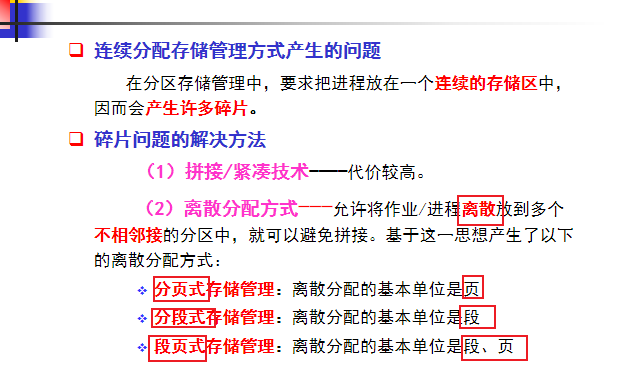 连续分配存储管理方式产生的问题
在分区存储管理中，要求把进程放在一个连续的存储区中，
因而会产生许多碎片。
碎片问题的解决方法
（1）拼接/紧凑技术----代价较高。
（2）离散分配方式---允许将作业/进程离散放到多个
不相邻接的分区中，就可以避免拼接。基于这一思想产生了以下
的离散分配方式：
分页式存储管理：离散分配的基本单位是页
分段式存储管理：离散分配的基本单位是段
段页式存储管理：离散分配的基本单位是段、页